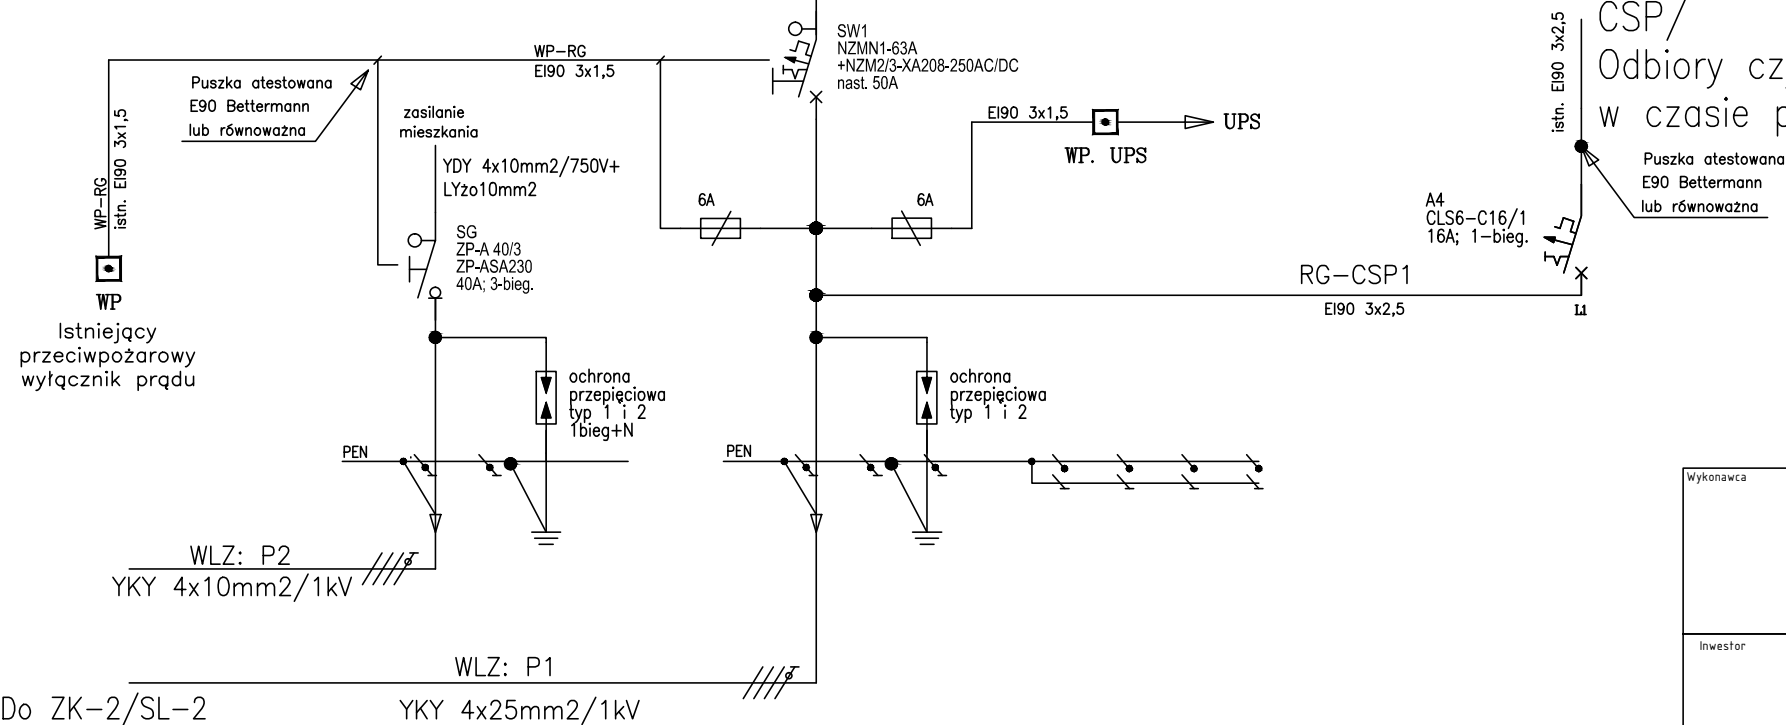 SW1
NZMN1-63A
+NZM2/3-XA208-250AC/DC
nast. 50A
WP-RG
EI90 3x1,5
Puszka atestowana
E90 Bettermann
lub równoważna
zasilanie
mieszkania
YDY 4x10mm2/750V+
LYżo10mm2
SG
ZP-A 40/3
ZP-ASA230
40A; 3-bieg.
WP-RG
istn. EI90 3x1,5
WP
Istniejący
przeciwpożarowy
wyłącznik prądu
6A
6A
EI90 3x1,5
WP. UPS
UPS
istn. EI90 3x2,5
CSP/
Odbiory
w czasie
Puszka atestowana
E90 Bettermann
lub równoważna
A4
CLS6-C16/1
16A; 1-bieg.
RG-CSP1
EI90 3x2,5
L1
ochrona
przepięciowa
typ 1 i 2
1bieg+N
ochrona
przepięciowa
typ 1 i 2
PEN
PEN
WLZ: P2
YKY 4x10mm2/1kV
WLZ: P1
YKY 4x25mm2/1kV
Do ZK-2/SL-2
Wykonawca
Inwestor